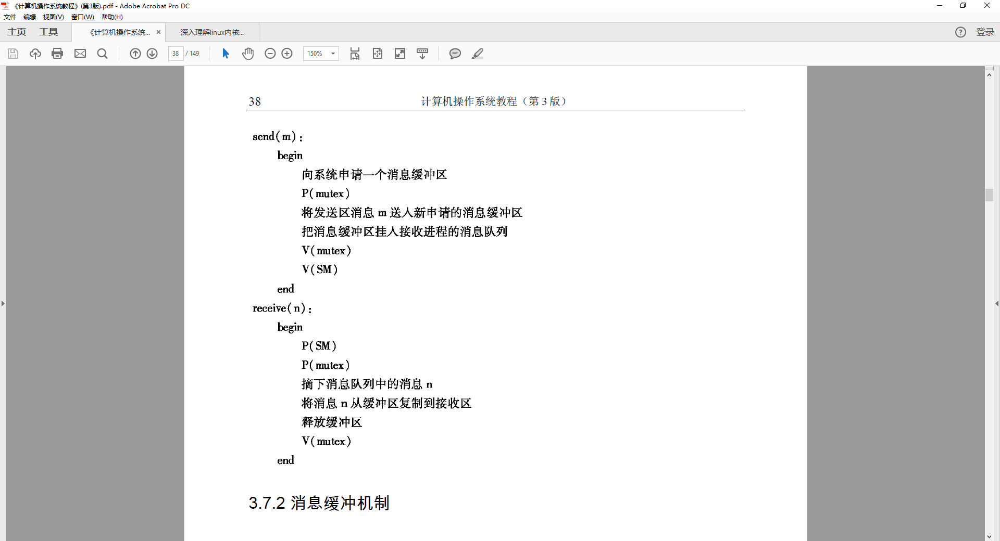 《计算机操作系统教程》(第3版).pdf - Adobe Acrobat Pro DC
文件 编辑 视图(V) 窗口(W) 帮助(H)
主页 工具 《计算机操作系统... × 深入理解linux内核... 登录
38 / 149 150%
38 计算机操作系统教程（第 3 版）
send(m)：
begin
向系统申请一个消息缓冲区
P(mutex)
将发送区消息 m 送入新申请的消息缓冲区
把消息缓冲区挂入接收进程的消息队列
V(mutex)
V(SM)
end
receive(n)：
begin
P(SM)
P(mutex)
摘下消息队列中的消息 n
将消息 n 从缓冲区复制到接收区
释放缓冲区
V(mutex)
end
3.7.2 消息缓冲机制